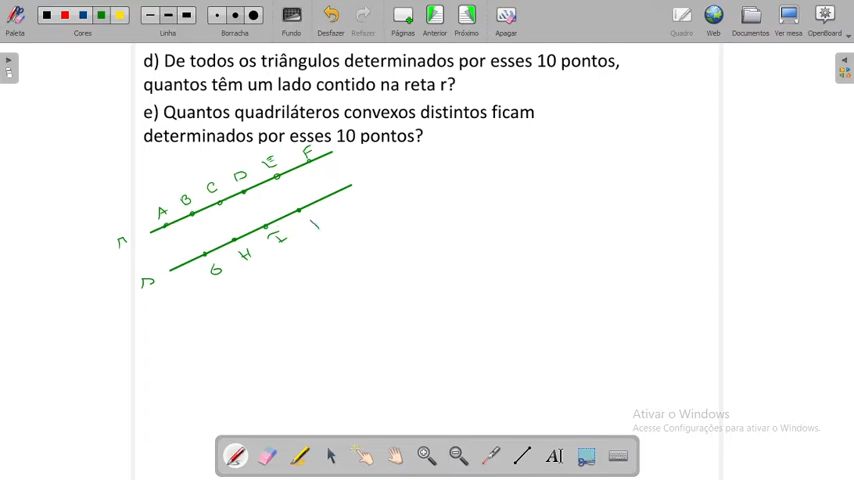 Paleta
Cores
Linha
Borracha
Fundo
Desfazer
Refazer
Páginas
Anterior
Próximo
Apagar
Quadro
Web
Documentos
Ver mesa
OpenBoard
d) De todos os triângulos determinados por esses 10 pontos,
quantos têm um lado contido na reta r?
e) Quantos quadriláteros convexos distintos ficam
determinados por esses 10 pontos?
A B C D E F
r
G H I
s
Ativar o Windows
Acesse Configurações para ativar o Windows.